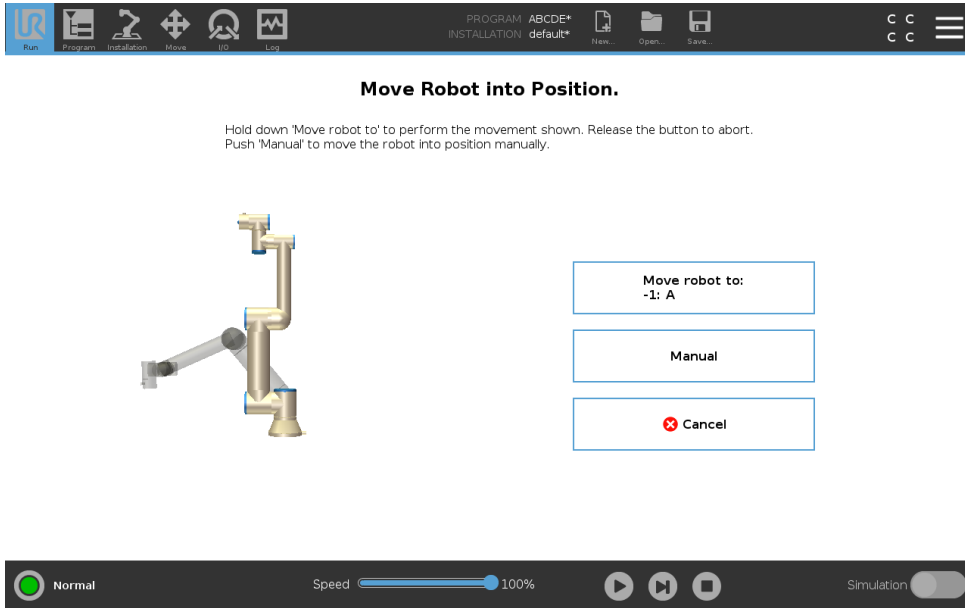 PROGRAM ABCDE*
INSTALLATION default*
C C
C C
Run
Program
Installation
Move
I/O
Log
New...
Open...
Save...
Move Robot into Position.
Hold down 'Move robot to' to perform the movement shown. Release the button to abort.
Push 'Manual' to move the robot into position manually.
Move robot to:
-1: A
Manual
Cancel
Normal
Speed
100%
Simulation